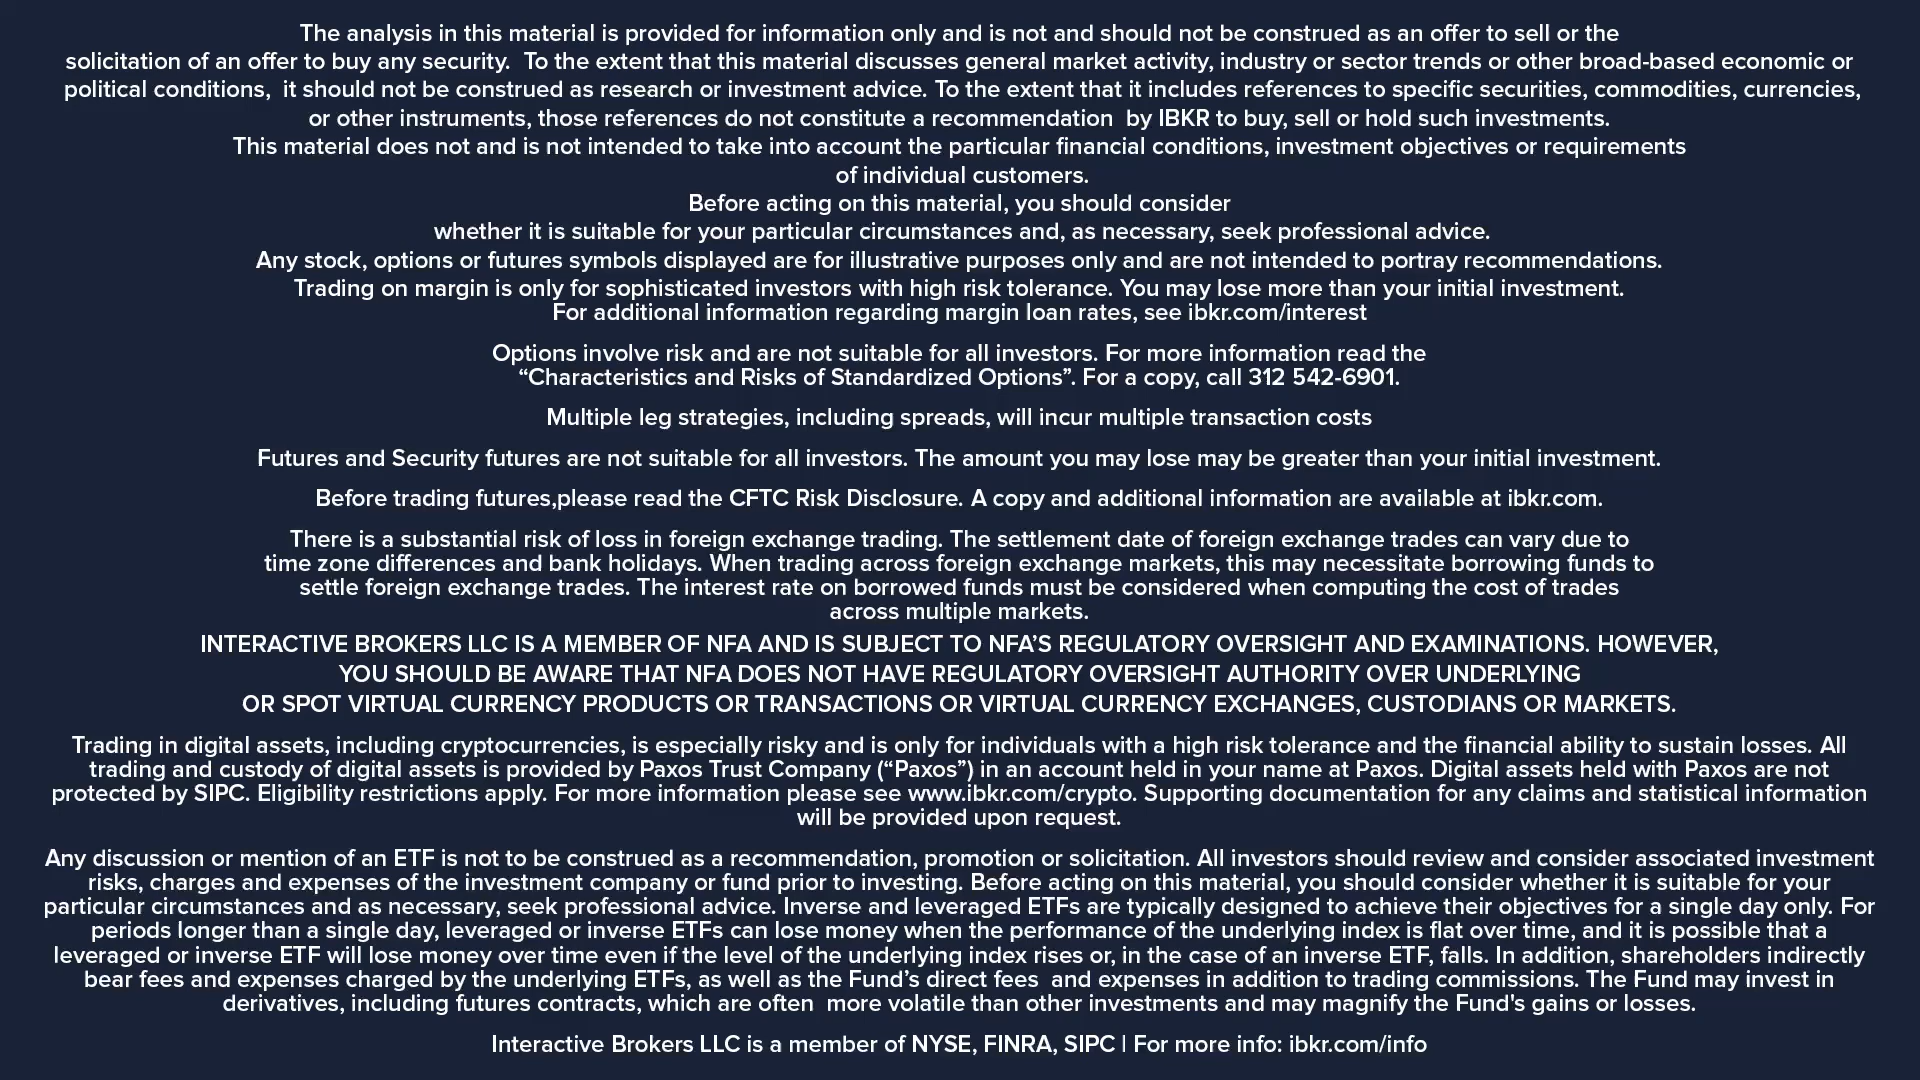 The analysis in this material is provided for information only and is not and should not be construed as an offer to sell or the
solicitation of an offer to buy any security.  To the extent that this material discusses general market activity, industry or sector trends or other broad-based economic or
political conditions,  it should not be construed as research or investment advice. To the extent that it includes references to specific securities, commodities, currencies,
or other instruments, those references do not constitute a recommendation  by IBKR to buy, sell or hold such investments.
This material does not and is not intended to take into account the particular financial conditions, investment objectives or requirements
of individual customers.
Before acting on this material, you should consider
whether it is suitable for your particular circumstances and, as necessary, seek professional advice.
Any stock, options or futures symbols displayed are for illustrative purposes only and are not intended to portray recommendations.
Trading on margin is only for sophisticated investors with high risk tolerance. You may lose more than your initial investment.
For additional information regarding margin loan rates, see ibkr.com/interest
Options involve risk and are not suitable for all investors. For more information read the
“Characteristics and Risks of Standardized Options”. For a copy, call 312 542-6901.
Multiple leg strategies, including spreads, will incur multiple transaction costs
Futures and Security futures are not suitable for all investors. The amount you may lose may be greater than your initial investment.
Before trading futures,please read the CFTC Risk Disclosure. A copy and additional information are available at ibkr.com.
There is a substantial risk of loss in foreign exchange trading. The settlement date of foreign exchange trades can vary due to
time zone differences and bank holidays. When trading across foreign exchange markets, this may necessitate borrowing funds to
settle foreign exchange trades. The interest rate on borrowed funds must be considered when computing the cost of trades
across multiple markets.
INTERACTIVE BROKERS LLC IS A MEMBER OF NFA AND IS SUBJECT TO NFA’S REGULATORY OVERSIGHT AND EXAMINATIONS. HOWEVER,
YOU SHOULD BE AWARE THAT NFA DOES NOT HAVE REGULATORY OVERSIGHT AUTHORITY OVER UNDERLYING
OR SPOT VIRTUAL CURRENCY PRODUCTS OR TRANSACTIONS OR VIRTUAL CURRENCY EXCHANGES, CUSTODIANS OR MARKETS.
Trading in digital assets, including cryptocurrencies, is especially risky and is only for individuals with a high risk tolerance and the financial ability to sustain losses. All
trading and custody of digital assets is provided by Paxos Trust Company (“Paxos”) in an account held in your name at Paxos. Digital assets held with Paxos are not
protected by SIPC. Eligibility restrictions apply. For more information please see www.ibkr.com/crypto. Supporting documentation for any claims and statistical information
will be provided upon request.
Any discussion or mention of an ETF is not to be construed as a recommendation, promotion or solicitation. All investors should review and consider associated investment
risks, charges and expenses of the investment company or fund prior to investing. Before acting on this material, you should consider whether it is suitable for your
particular circumstances and as necessary, seek professional advice. Inverse and leveraged ETFs are typically designed to achieve their objectives for a single day only. For
periods longer than a single day, leveraged or inverse ETFs can lose money when the performance of the underlying index is flat over time, and it is possible that a
leveraged or inverse ETF will lose money over time even if the level of the underlying index rises or, in the case of an inverse ETF, falls. In addition, shareholders indirectly
bear fees and expenses charged by the underlying ETFs, as well as the Fund’s direct fees  and expenses in addition to trading commissions. The Fund may invest in
derivatives, including futures contracts, which are often  more volatile than other investments and may magnify the Fund's gains or losses.
Interactive Brokers LLC is a member of NYSE, FINRA, SIPC | For more info: ibkr.com/info